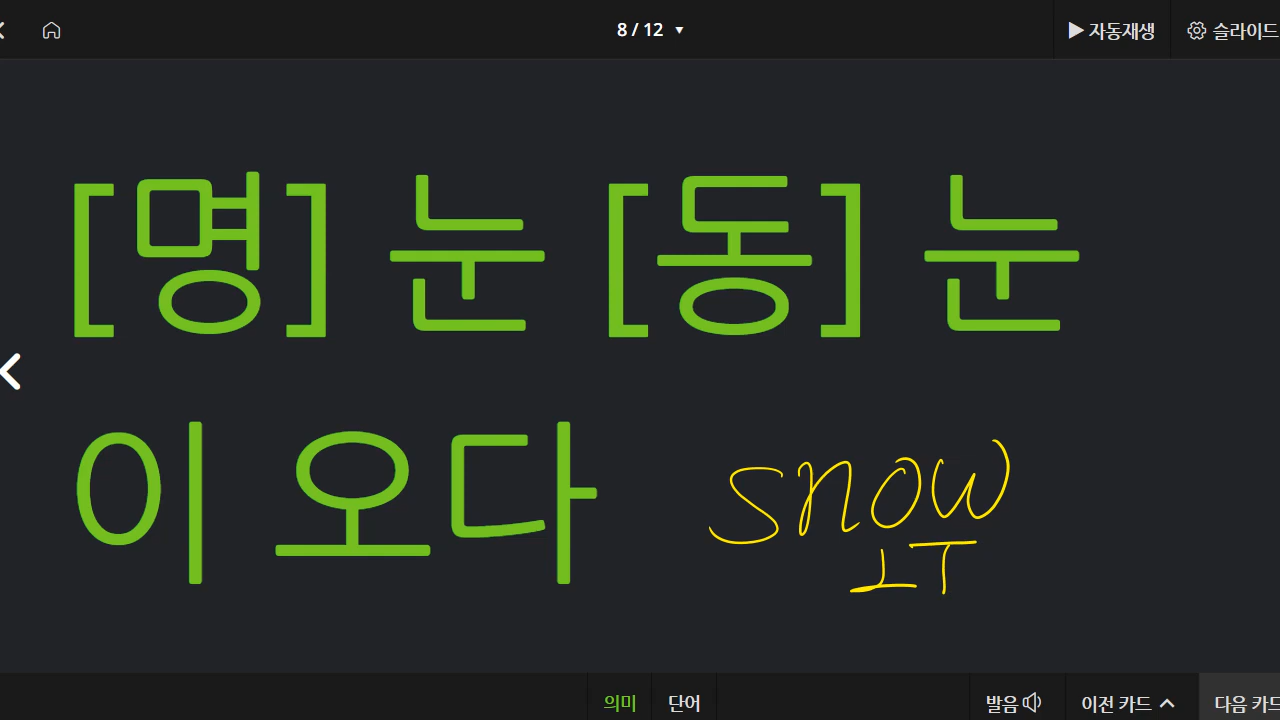 8 / 12 ▼
▶ 자동재생
슬라이드
[명] 눈 [동] 눈
이 오다
snow
ㅗㅜ
의미
단어
발음
이전 카드
다음 카드